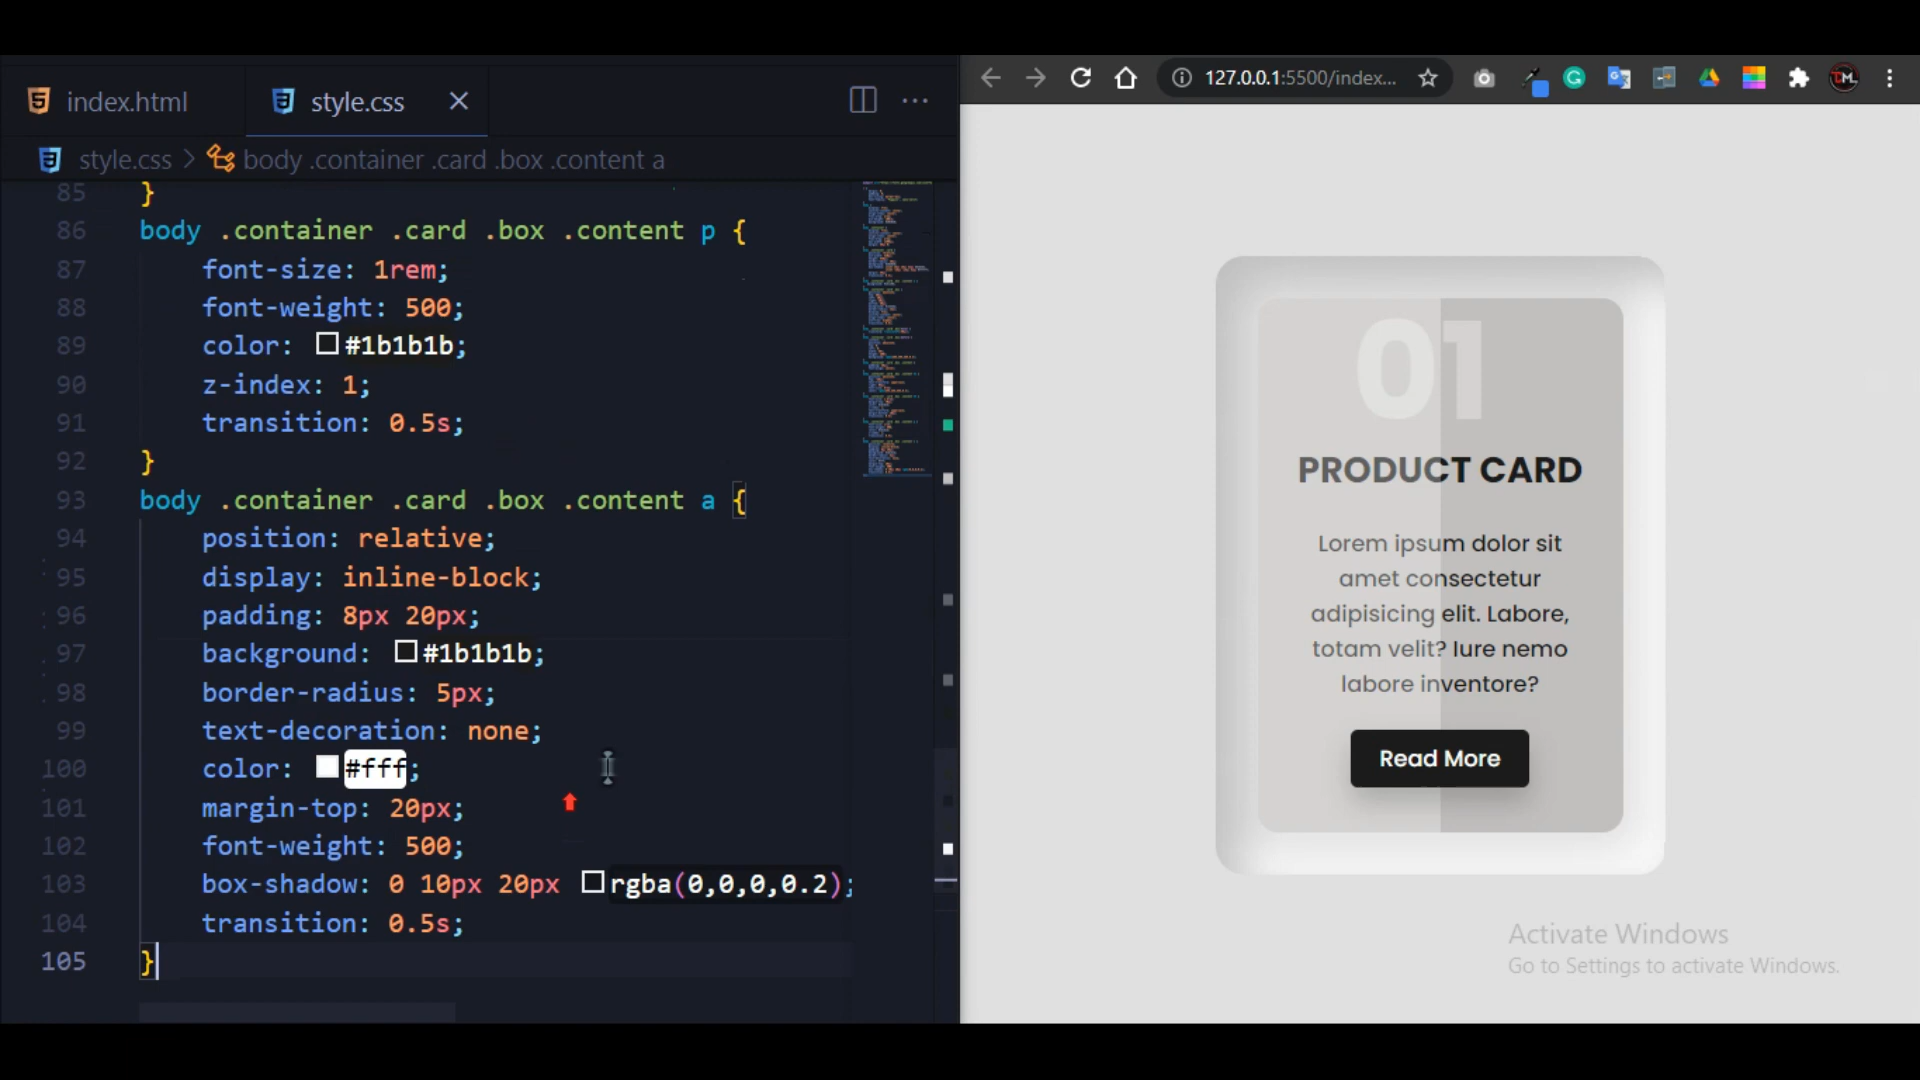 index.html
style.css
style.css > body .container .card .box .content a
85 }
86 body .container .card .box .content p {
87 font-size: 1rem;
88 font-weight: 500;
89 color: #1b1b1b;
90 z-index: 1;
91 transition: 0.5s;
92 }
93 body .container .card .box .content a {
94 position: relative;
95 display: inline-block;
96 padding: 8px 20px;
97 background: #1b1b1b;
98 border-radius: 5px;
99 text-decoration: none;
100 color: #fff;
101 margin-top: 20px;
102 font-weight: 500;
103 box-shadow: 0 10px 20px rgba(0,0,0,0.2);
104 transition: 0.5s;
105 }
127.0.0.1:5500/index...
01
PRODUCT CARD
Lorem ipsum dolor sit
amet consectetur
adipisicing elit. Labore,
totam velit? Iure nemo
labore inventore?
Read More
Activate Windows
Go to Settings to activate Windows.